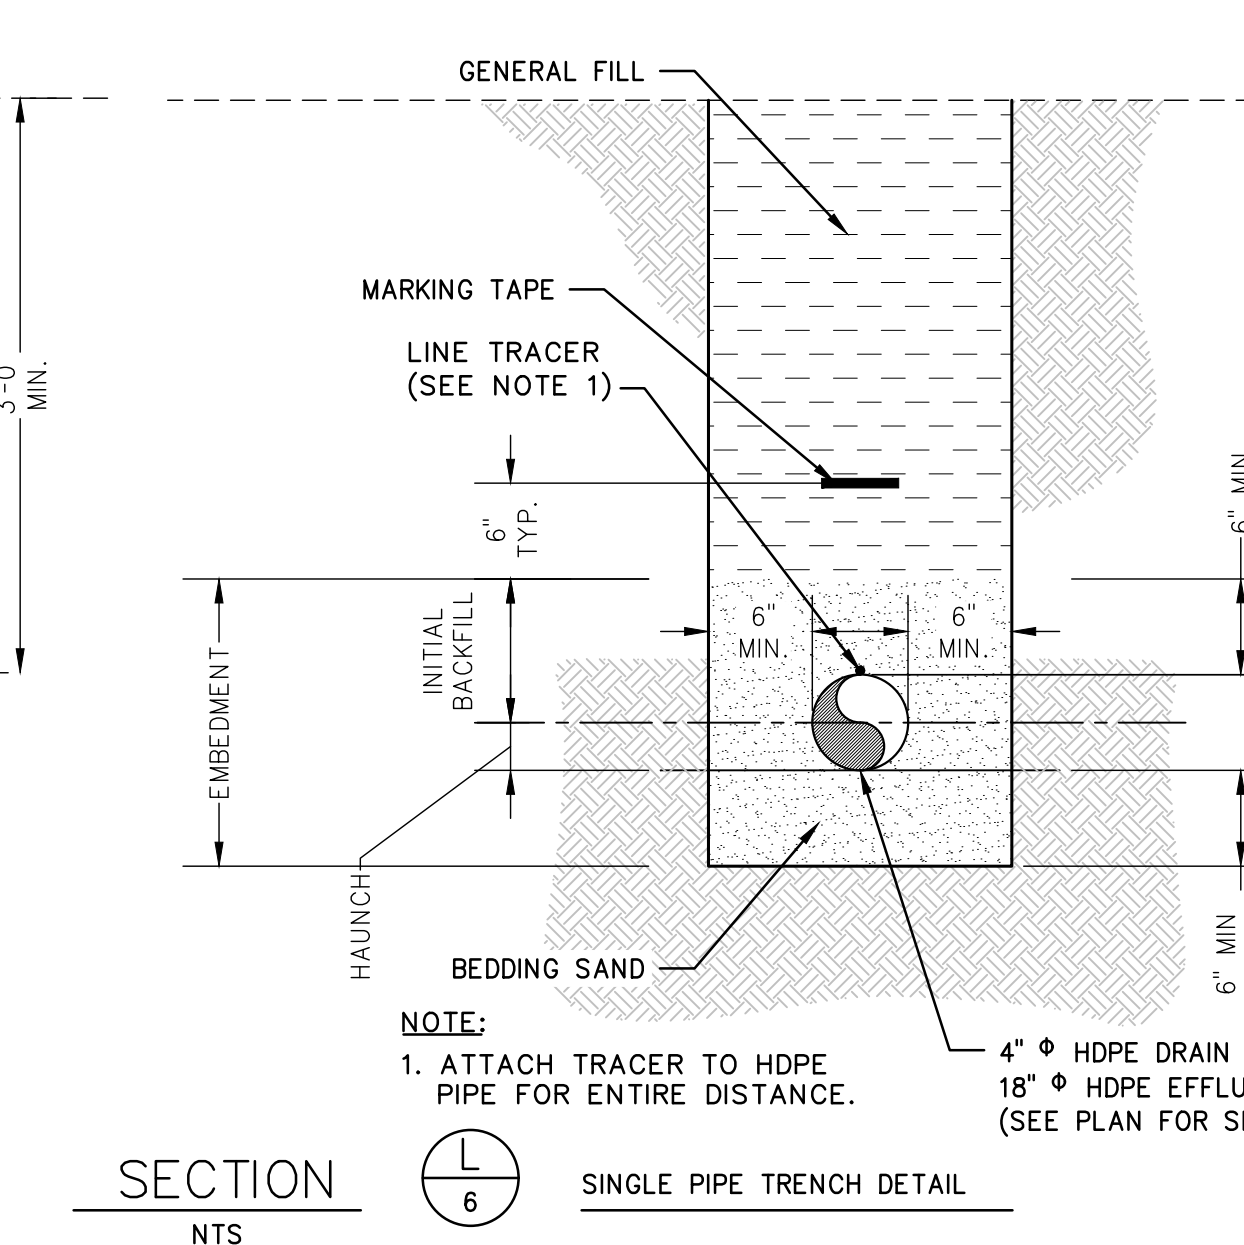 GENERAL FILL
MARKING TAPE
LINE TRACER
(SEE NOTE 1)
MIN.
6"
TYP.
6" MIN
INITIAL
BACKFILL
EMBEDMENT
6"
MIN.
6"
MIN.
HAUNCH
BEDDING SAND
6" MIN
NOTE:
1. ATTACH TRACER TO HDPE
PIPE FOR ENTIRE DISTANCE.
4" Φ HDPE DRAIN
18" Φ HDPE
(SEE PLAN FOR
SECTION
NTS
L
6
SINGLE PIPE TRENCH DETAIL